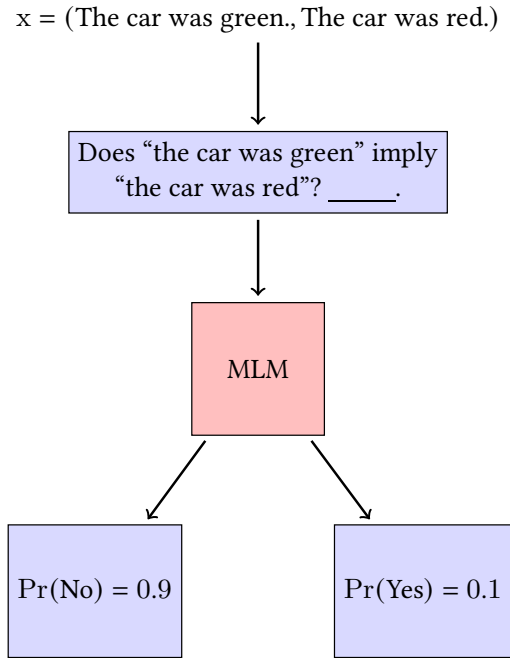 x = (The car was green., The car was red.)
Does “the car was green” imply
“the car was red”? _____.
MLM
Pr(No) = 0.9
Pr(Yes) = 0.1